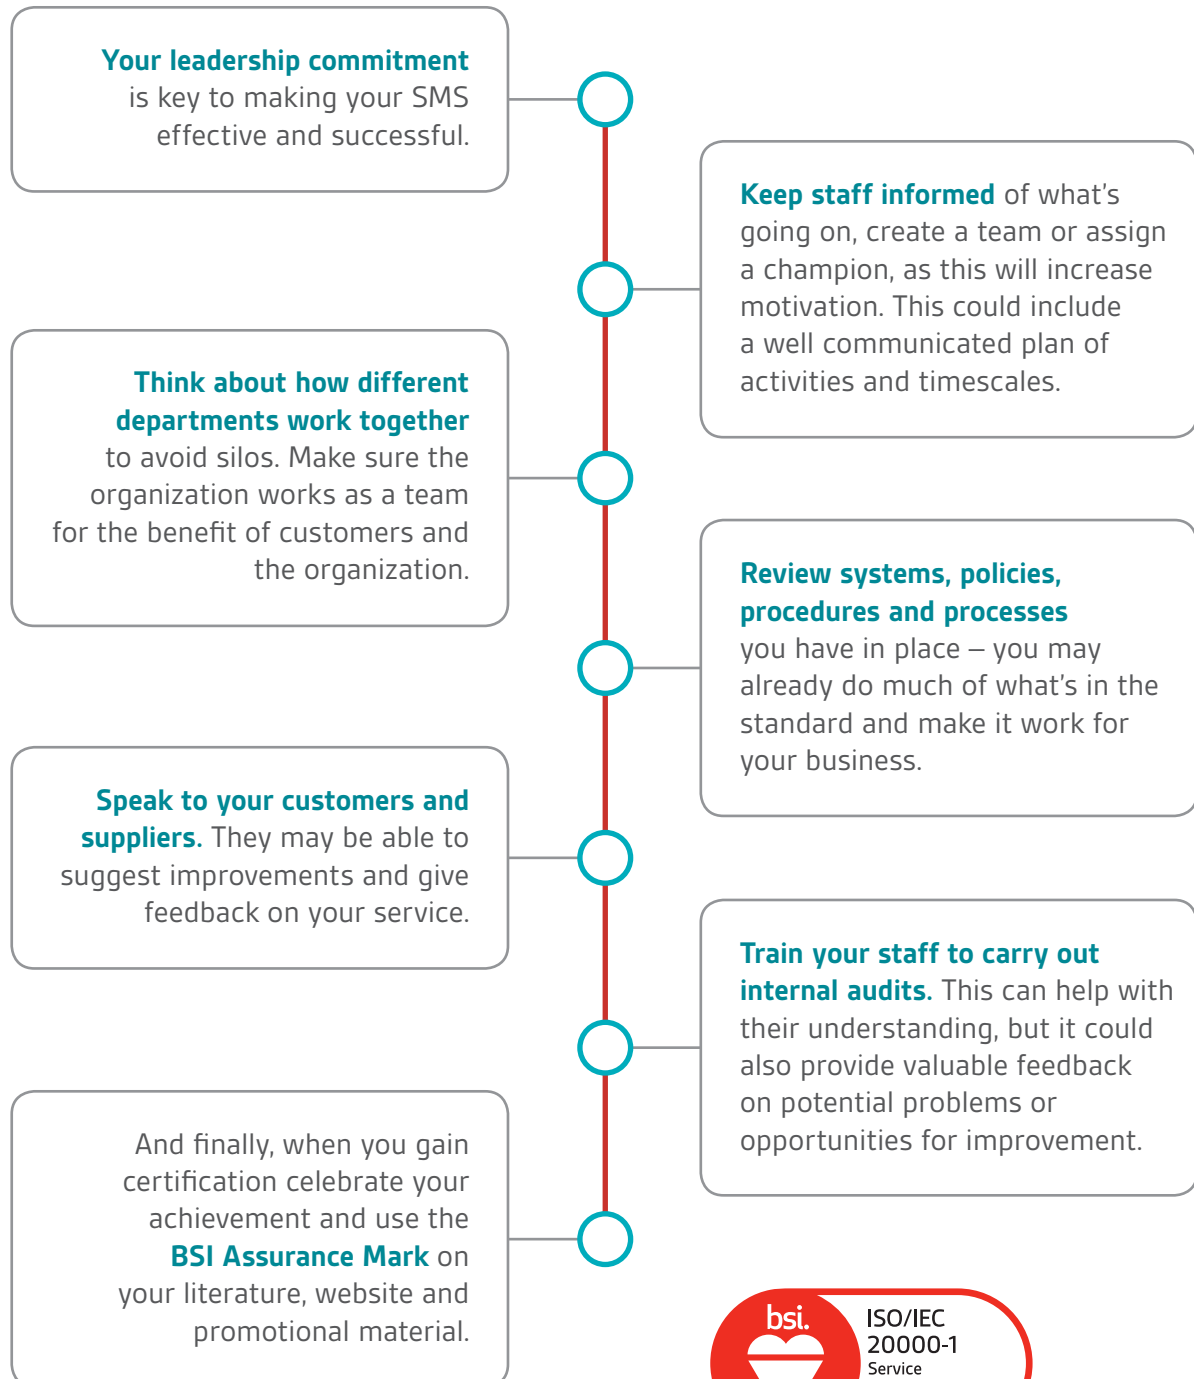 Your leadership commitment
is key to making your SMS
effective and successful.
Keep staff informed of what's
going on, create a team or assign
a champion, as this will increase
motivation. This could include
a well communicated plan of
activities and timescales.
Think about how different
departments work together
to avoid silos. Make sure the
organization works as a team
for the benefit of customers and
the organization.
Review systems, policies,
procedures and processes
you have in place – you may
already do much of what's in the
standard and make it work for
your business.
Speak to your customers and
suppliers. They may be able to
suggest improvements and give
feedback on your service.
Train your staff to carry out
internal audits. This can help with
their understanding, but it could
also provide valuable feedback
on potential problems or
opportunities for improvement.
And finally, when you gain
certification celebrate your
achievement and use the
BSI Assurance Mark on
your literature, website and
promotional material.
bsi.
ISO/IEC
20000-1
Service